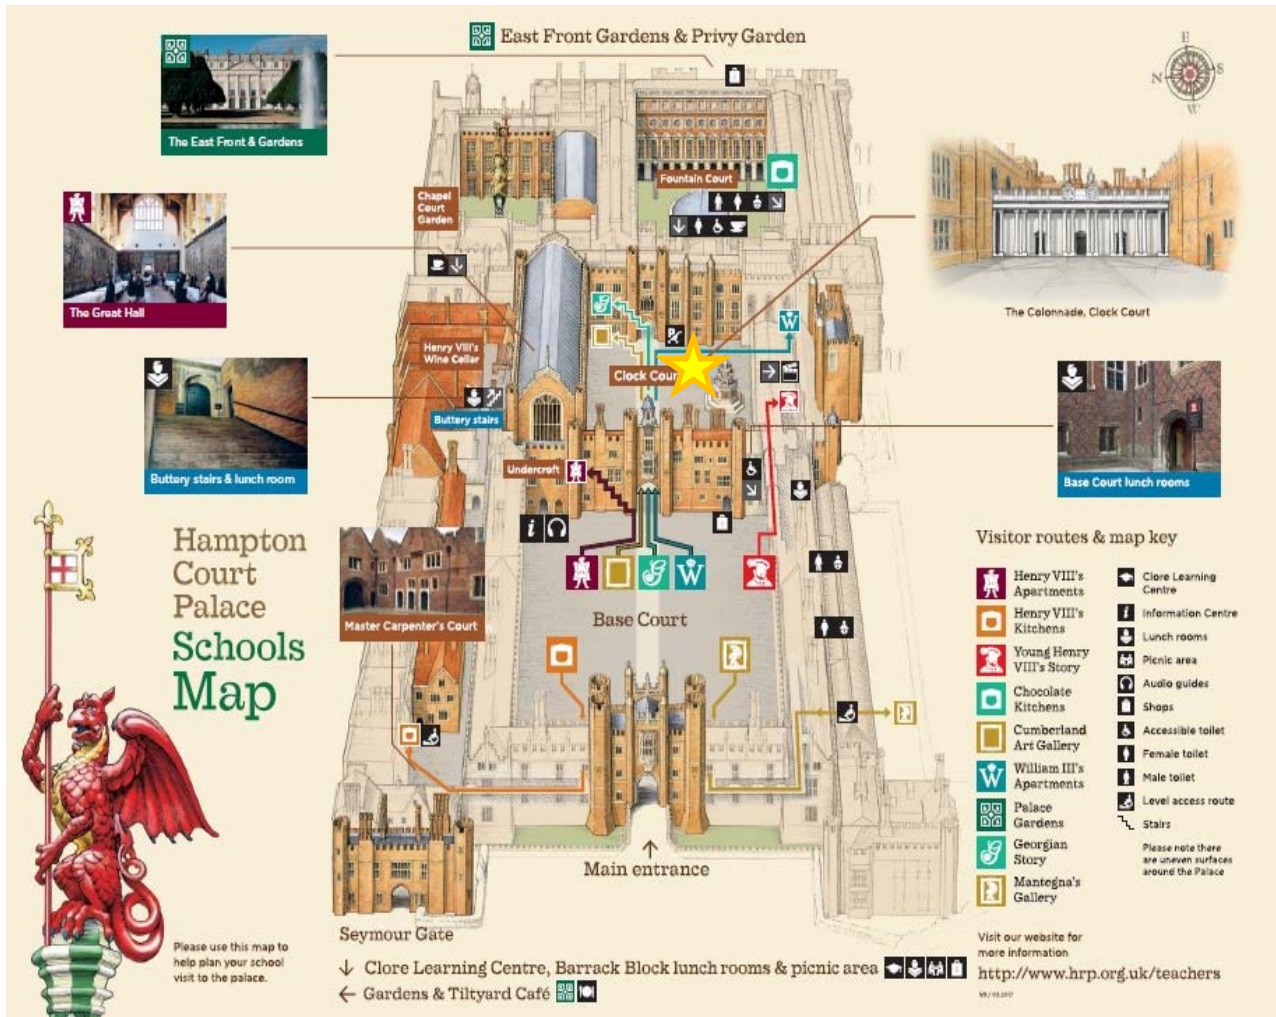 East Front Gardens & Privy Garden
E
N
S
W
The East Front & Gardens
Fountain Court
Chapel
Court
Garden
The Great Hall
The Colonnade, Clock Court
Henry VIII's
Wine Cellar
W
Clock Cour
Buttery stairs
Buttery stairs & lunch room
Undercroft
Base Court lunch rooms
i
W
Hampton
Court
Palace
Schools
Map
Master Carpenter's Court
Base Court
Visitor routes & map key
Henry VIII's
Apartments
Henry VIII's
Kitchens
Young Henry
VIII's Story
Chocolate
Kitchens
Cumberland
Art Gallery
W
William III's
Apartments
Palace
Gardens
Georgian
Story
Mantegna's
Gallery
Clore Learning
Centre
i
Information Centre
Lunch rooms
Picnic area
Audio guides
Shops
Accessible toilet
Female toilet
Male toilet
Level access route
Stairs
Please note there
are uneven surfaces
around the Palace
Main entrance
Seymour Gate
Please use this map to
help plan your school
visit to the palace.
↓ Clore Learning Centre, Barrack Block lunch rooms & picnic area
← Gardens & Tiltyard Café
Visit our website for
more information
http://www.hrp.org.uk/teachers